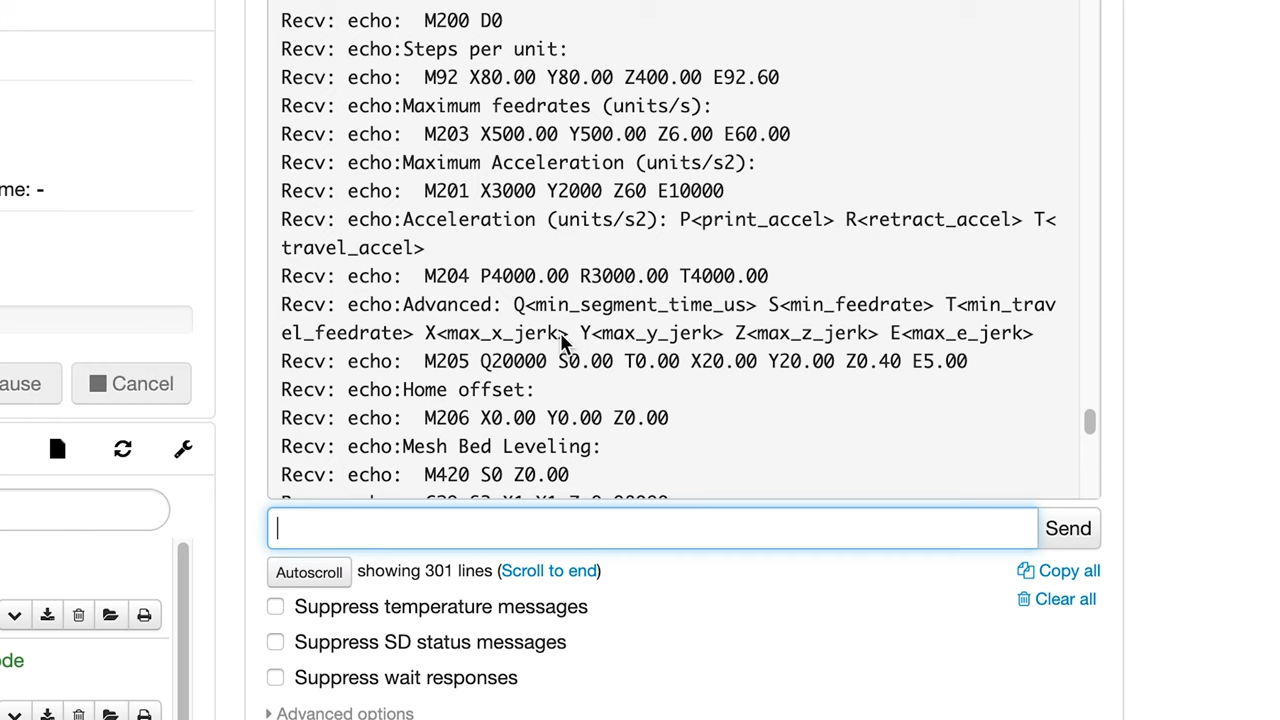 Recv: echo:  M200 D0
Recv: echo:Steps per unit:
Recv: echo:  M92 X80.00 Y80.00 Z400.00 E92.60
Recv: echo:Maximum feedrates (units/s):
Recv: echo:  M203 X500.00 Y500.00 Z6.00 E60.00
Recv: echo:Maximum Acceleration (units/s2):
Recv: echo:  M201 X3000 Y2000 Z60 E10000
Recv: echo:Acceleration (units/s2): P<print_accel> R<retract_accel> T<
travel_accel>
Recv: echo:  M204 P4000.00 R3000.00 T4000.00
Recv: echo:Advanced: Q<min_segment_time_us> S<min_feedrate> T<min_trav
el_feedrate> X<max_x_jerk> Y<max_y_jerk> Z<max_z_jerk> E<max_e_jerk>
Recv: echo:  M205 Q20000 S0.00 T0.00 X20.00 Y20.00 Z0.40 E5.00
Recv: echo:Home offset:
Recv: echo:  M206 X0.00 Y0.00 Z0.00
Recv: echo:Mesh Bed Leveling:
Recv: echo:  M420 S0 Z0.00
me: -
ause
Cancel
ode
Send
Autoscroll showing 301 lines (Scroll to end)
Copy all
Clear all
Suppress temperature messages
Suppress SD status messages
Suppress wait responses
Advanced options